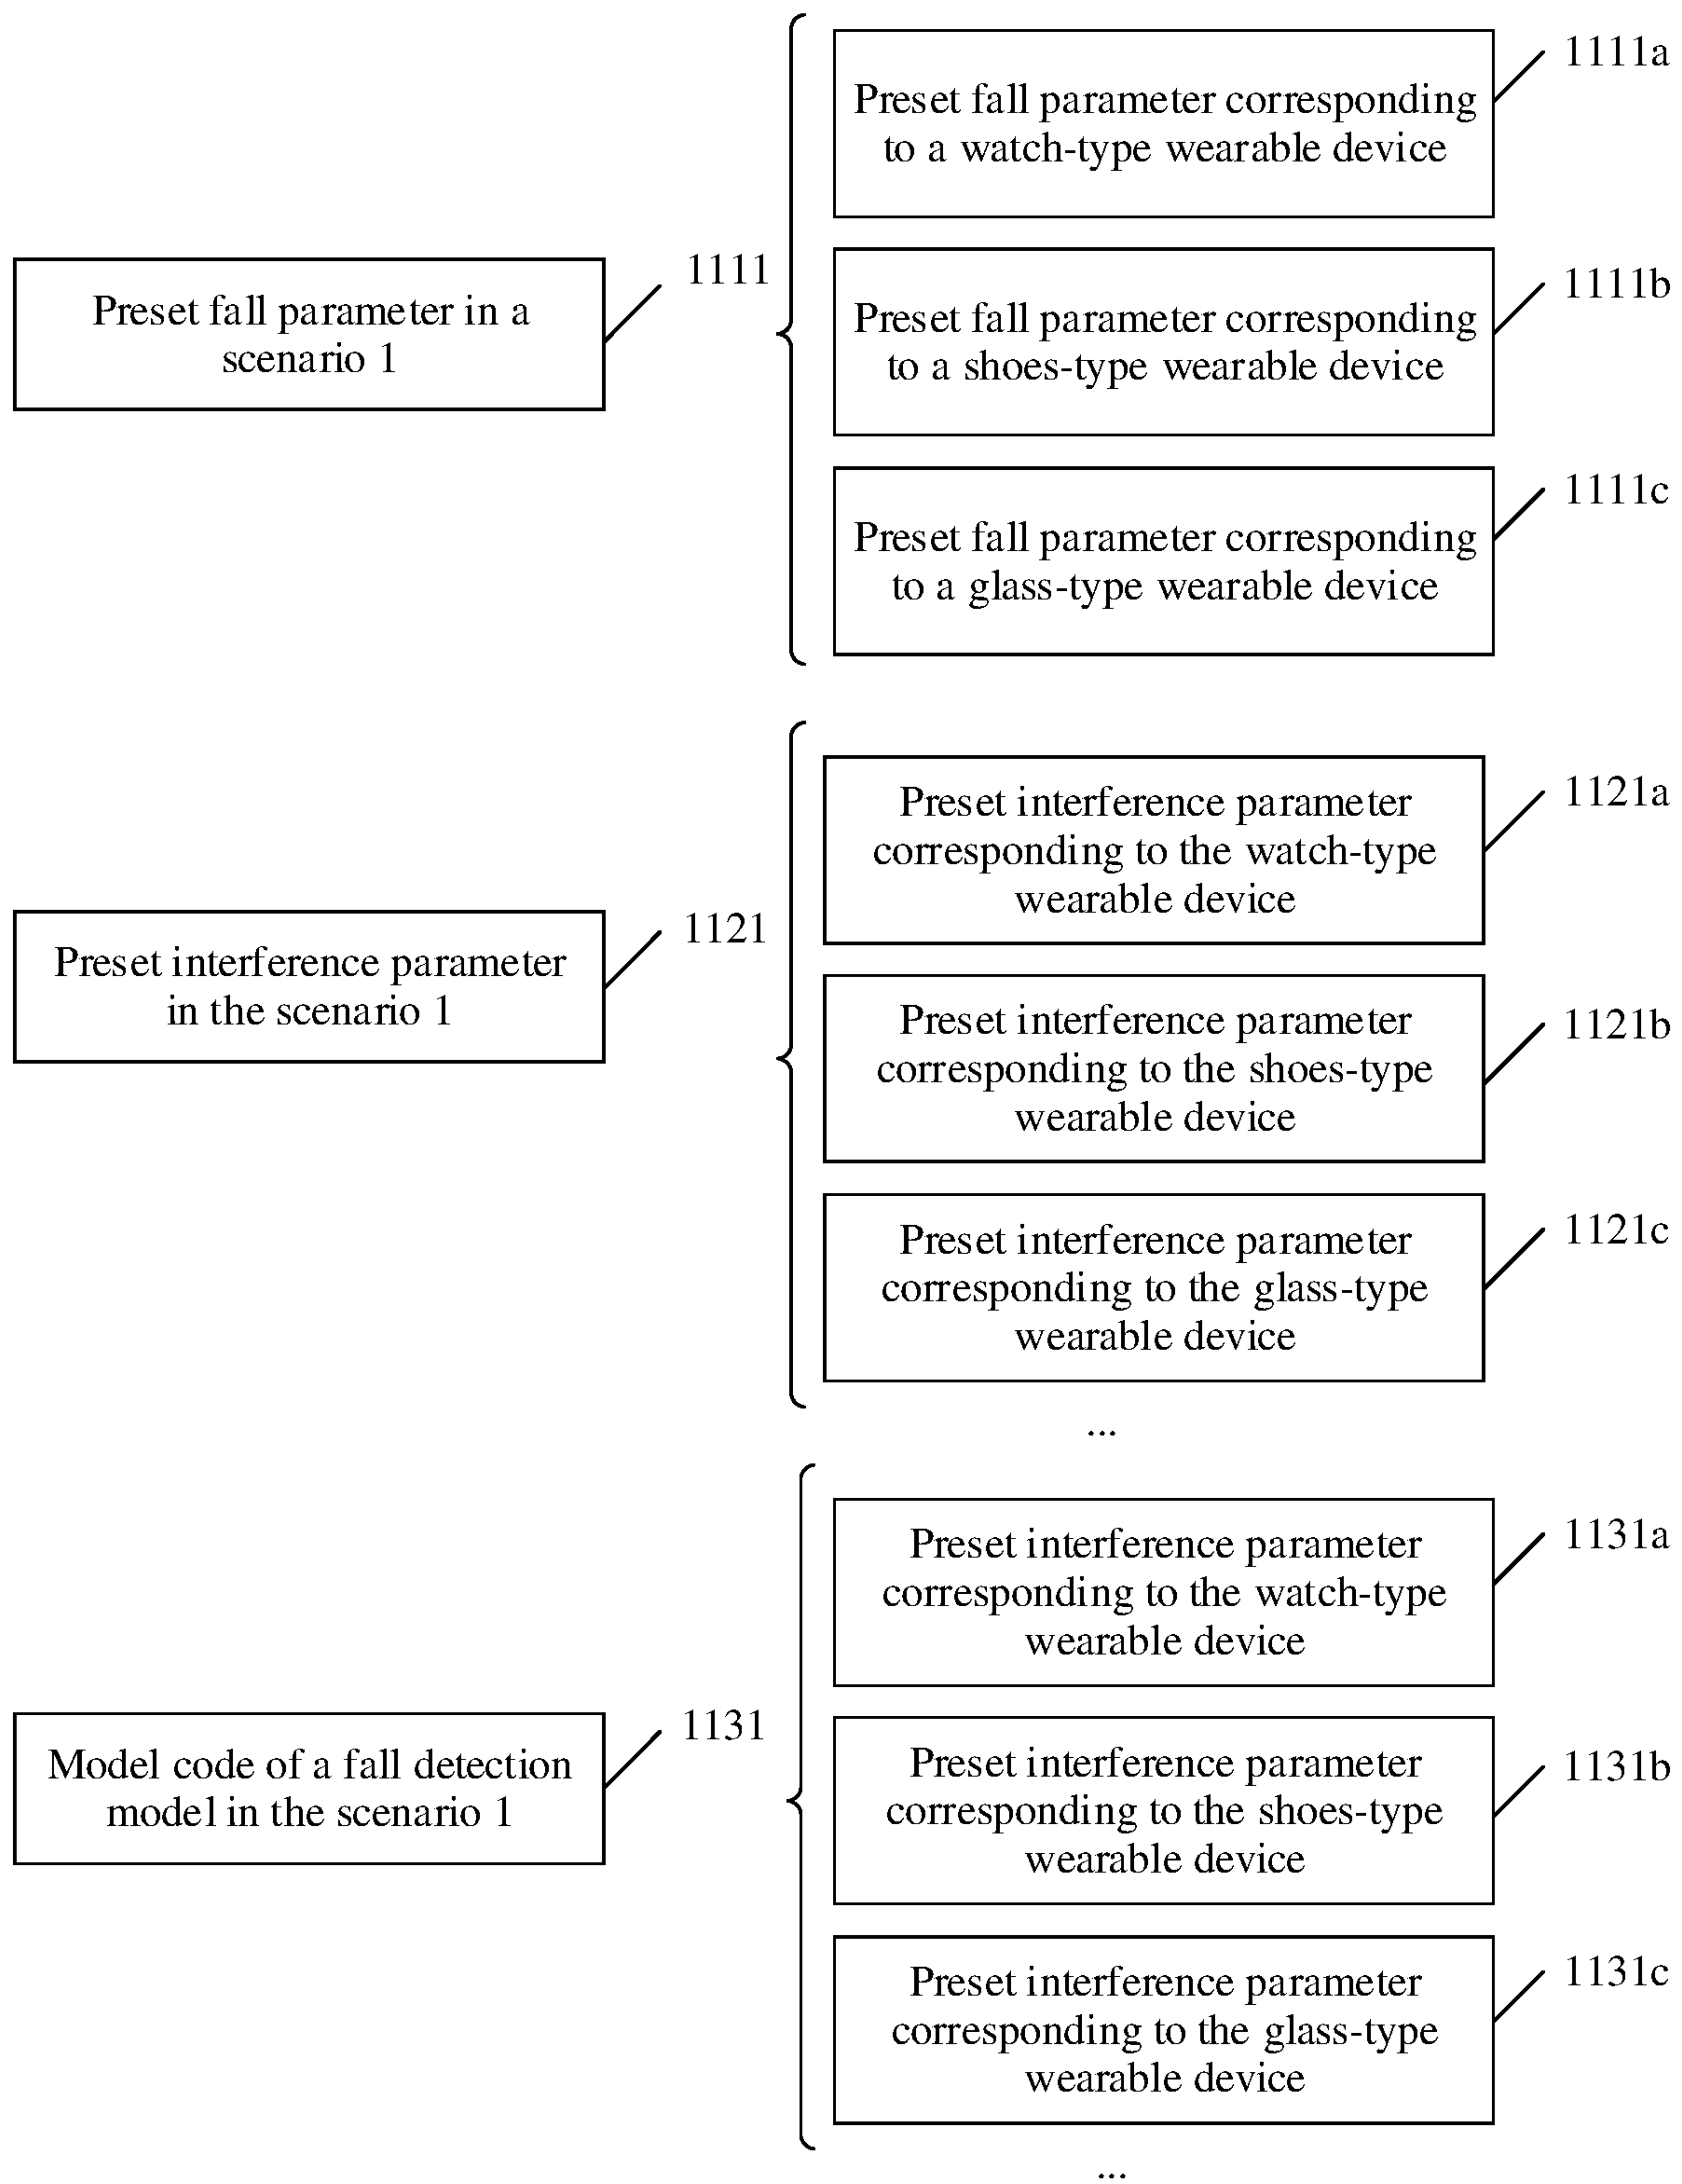 Preset fall parameter in a
scenario 1
1111
Preset fall parameter corresponding
to a watch-type wearable device
1111a
Preset fall parameter corresponding
to a shoes-type wearable device
1111b
Preset fall parameter corresponding
to a glass-type wearable device
1111c
Preset interference parameter
in the scenario 1
1121
Preset interference parameter
corresponding to the watch-type
wearable device
1121a
Preset interference parameter
corresponding to the shoes-type
wearable device
1121b
Preset interference parameter
corresponding to the glass-type
wearable device
1121c
...
Model code of a fall detection
model in the scenario 1
1131
Preset interference parameter
corresponding to the watch-type
wearable device
1131a
Preset interference parameter
corresponding to the shoes-type
wearable device
1131b
Preset interference parameter
corresponding to the glass-type
wearable device
1131c
...